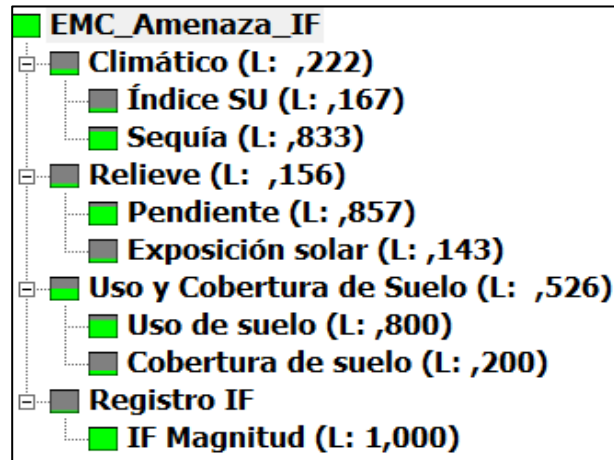 EMC_Amenaza_IF
Climático (L: ,222)
Índice SU (L: ,167)
Sequía (L: ,833)
Relieve (L: ,156)
Pendiente (L: ,857)
Exposición solar (L: ,143)
Uso y Cobertura de Suelo (L: ,526)
Uso de suelo (L: ,800)
Cobertura de suelo (L: ,200)
Registro IF
IF Magnitud (L: 1,000)